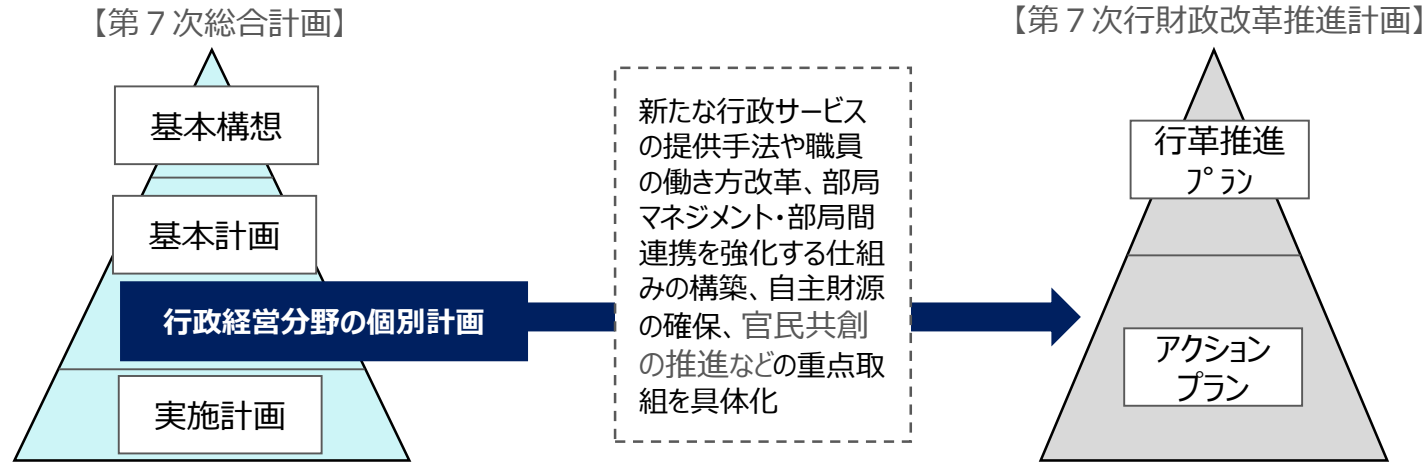 【第７次総合計画】
基本構想
基本計画
行政経営分野の個別計画
実施計画
新たな行政サービス
の提供手法や職員
の働き方改革、部局
マネジメント・部局間
連携を強化する仕組
みの構築、自主財源
の確保、官民共創
の推進などの重点取
組を具体化
【第７次行財政改革推進計画】
行革推進
プラン
アクション
プラン